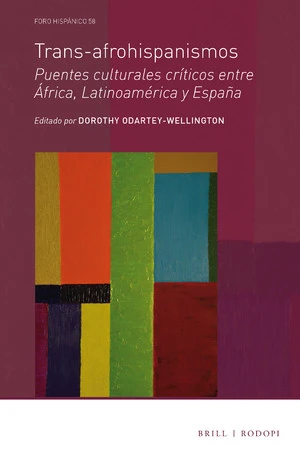 FORO HISPÁNICO 58
Trans-afrohispanismos
Puentes culturales críticos entre
África, Latinoamérica y España
Editado por DOROTHY ODARTEY-WELLINGTON
BRILL | RODOPI